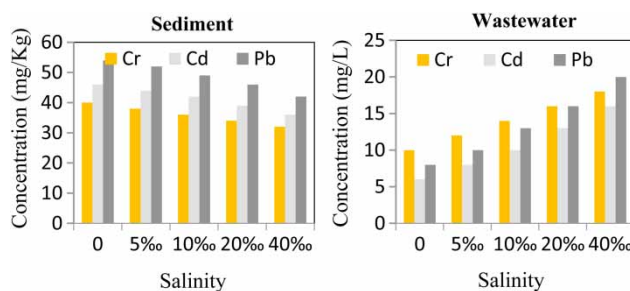 Sediment
Concentration (mg/Kg)
60
50
40
30
20
10
0
Cr Cd Pb
0 5‰ 10‰ 20‰ 40‰
Salinity
Wastewater
Concentration (mg/L)
25
20
15
10
5
0
Cr Cd Pb
0 5‰ 10‰ 20‰ 40‰
Salinity